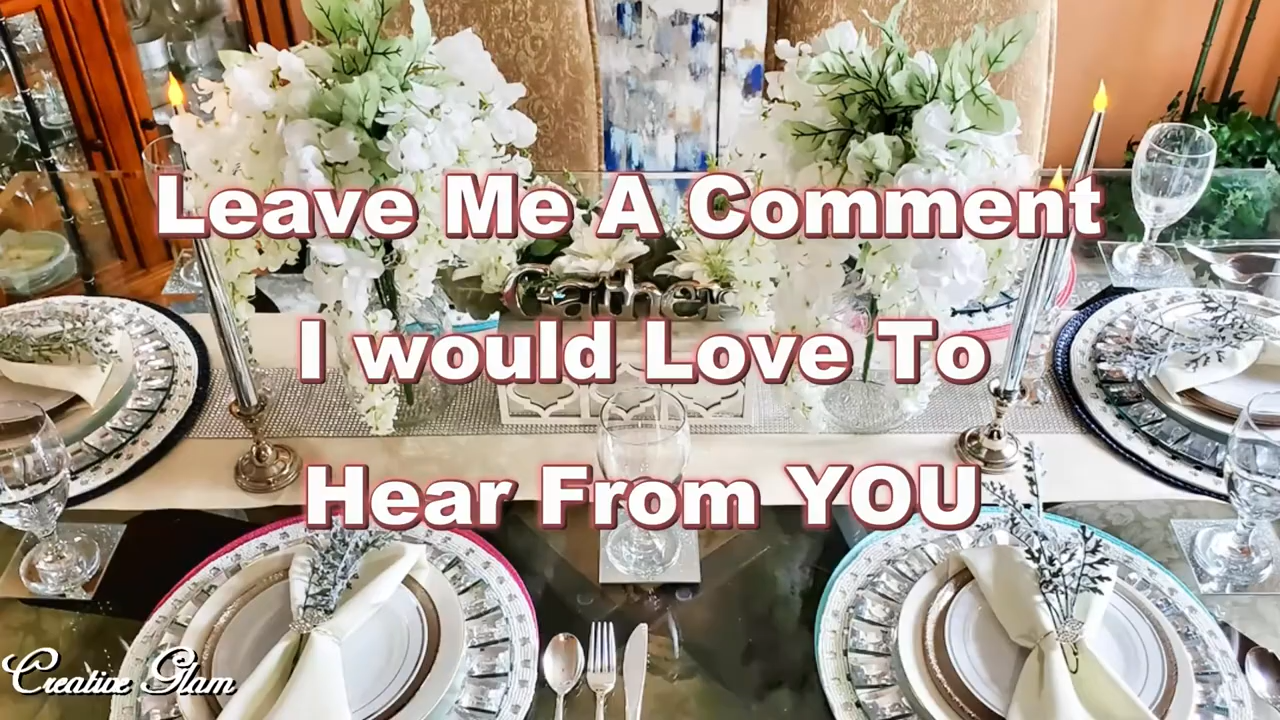 Leave Me A Comment
Gather
I would Love To
Hear From YOU
Creative Glam